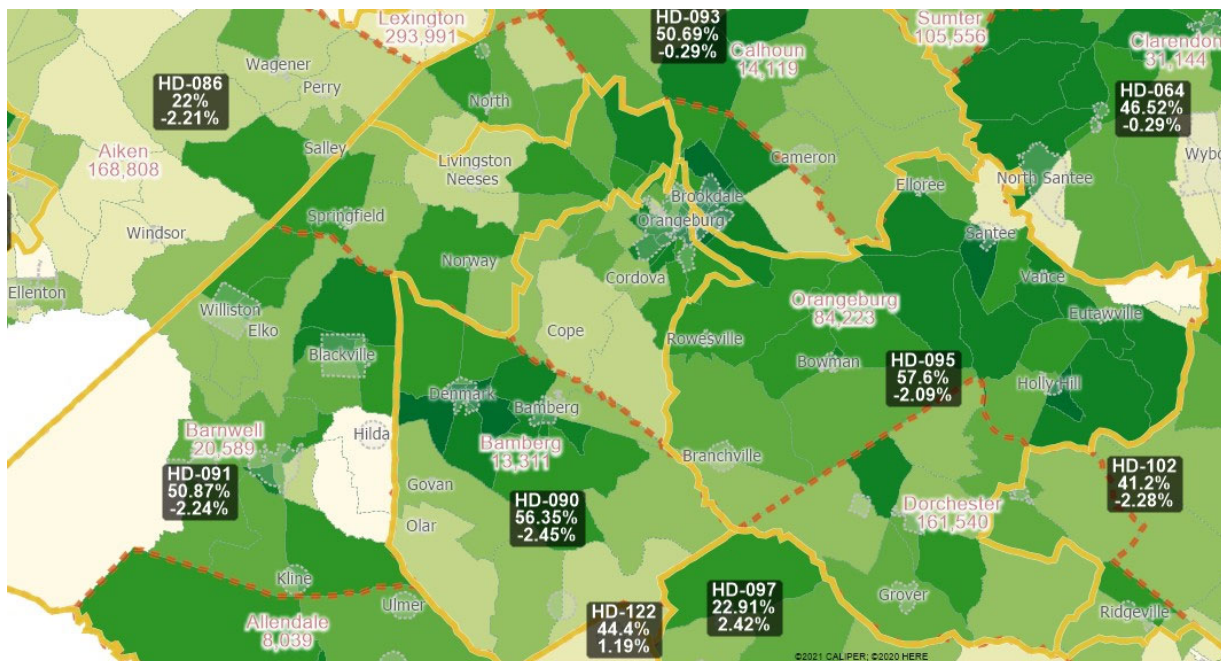 Lexington
293,991
HD-093
50.69%
-0.29%
Sumter
105,556
Calhoun
14,119
Clarendon
31,144
Wagener
Perry
HD-086
22%
-2.21%
North
HD-064
46.52%
-0.29%
Aiken
168,808
Salley
Livingston
Neeses
Cameron
Elloree
North Santee
Brookdale
Orangeburg
Springfield
Windsor
Santee
Norway
Cordova
Vance
Ellenton
Williston
Elko
Orangeburg
84,223
Eutawville
Cope
Rowesville
Blackville
Bowman
HD-095
57.6%
-2.09%
Holly Hill
Denmark
Bamberg
Hilda
Barnwell
20,589
Bamberg
13,311
Branchville
HD-091
50.87%
-2.24%
Govan
HD-090
56.35%
-2.45%
HD-102
41.2%
-2.28%
Olar
Dorchester
161,540
Kline
Ulmer
HD-122
44.4%
1.19%
HD-097
22.91%
2.42%
Grover
Ridgeville
Allendale
8,039
©2021 CALIPER; ©2020 HERE